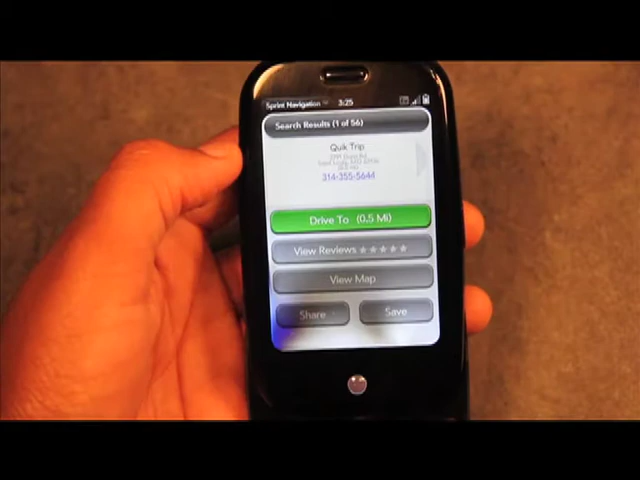 Sprint Navigation 3:25
Search Results (1 of 56)
Quik Trip
314-355-5644
Drive To (0.5 Mi)
View Reviews
View Map
Share Save